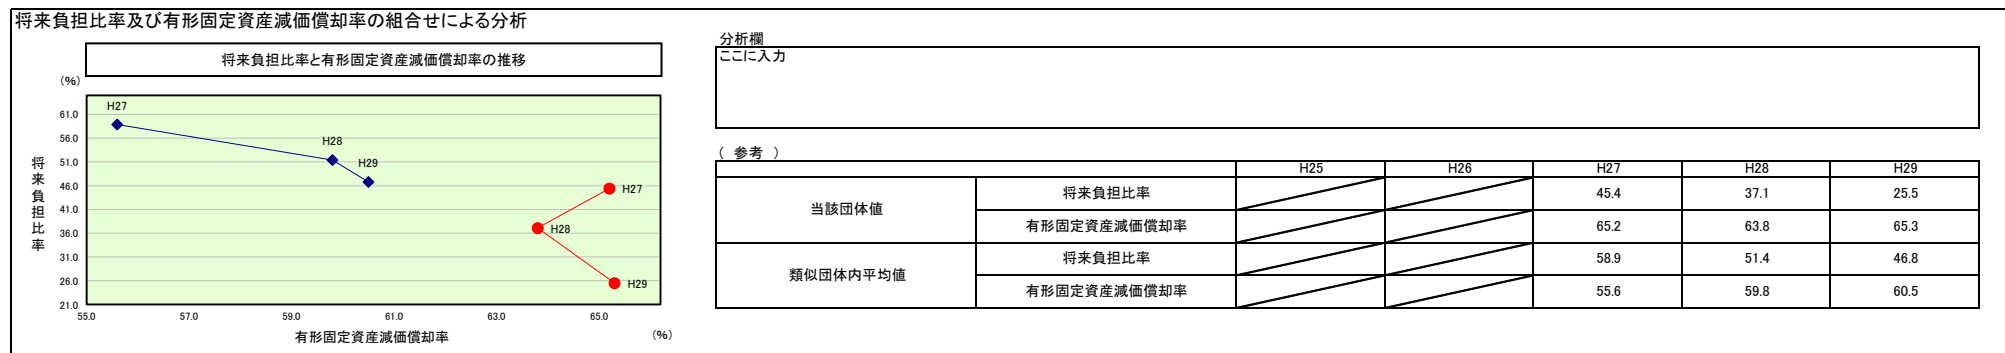 将来負担比率及び有形固定資産減価償却率の組合せによる分析
将来負担比率と有形固定資産減価償却率の推移
(%)
将来負担比率
61.0
56.0
51.0
46.0
41.0
36.0
31.0
26.0
21.0
H27
H28
H29
H27
H28
H29
55.0 57.0 59.0 61.0 63.0 65.0
有形固定資産減価償却率
(%)
分析欄
ここに入力
( 参考 )
H25 H26 H27 H28 H29
当該団体値
将来負担比率 45.4 37.1 25.5
有形固定資産減価償却率 65.2 63.8 65.3
類似団体内平均値
将来負担比率 58.9 51.4 46.8
有形固定資産減価償却率 55.6 59.8 60.5